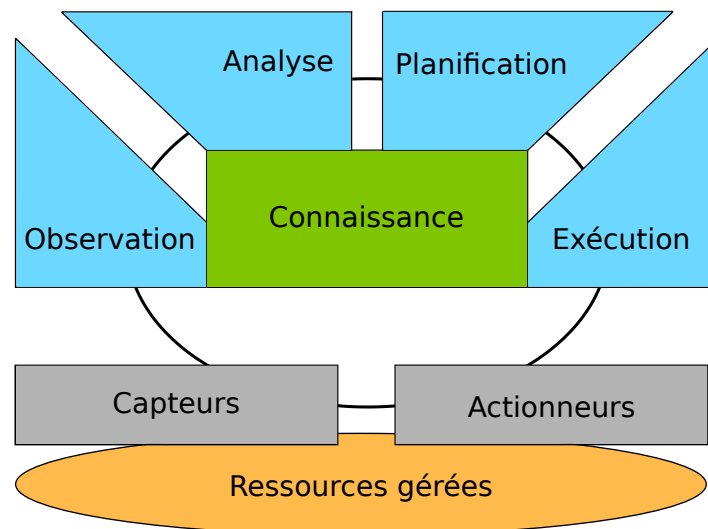 Analyse
Planification
Observation
Connaissance
Exécution
Capteurs
Actionneurs
Ressources gérées